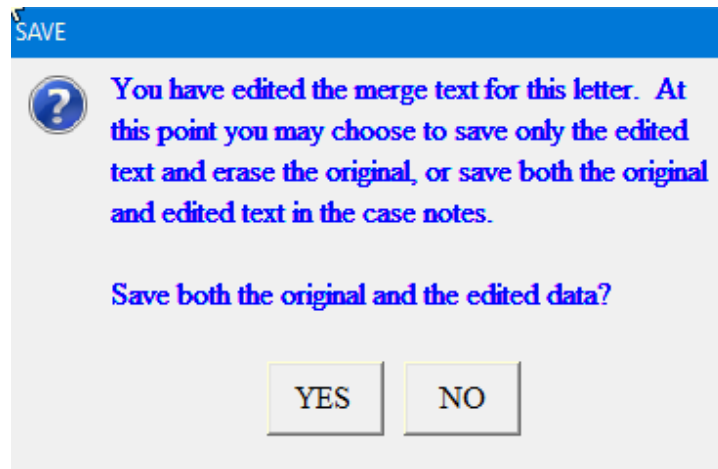 SAVE
You have edited the merge text for this letter.  At
this point you may choose to save only the edited
text and erase the original, or save both the original
and edited text in the case notes.
Save both the original and the edited data?
YES NO